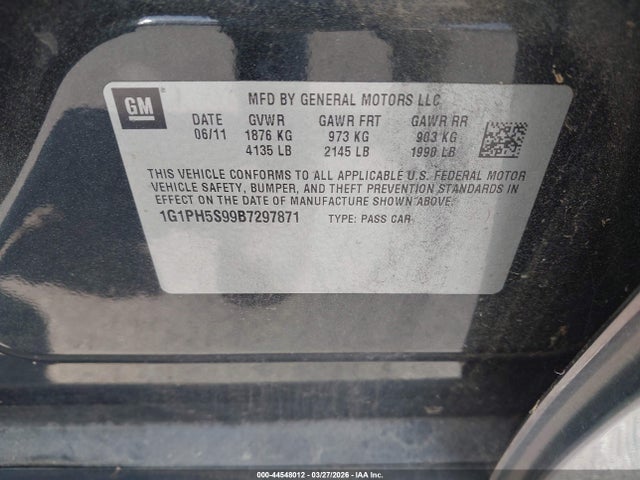 GM
MFD BY GENERAL MOTORS LLC
DATE GVWR GAWR FRT GAWR RR
06/11 1876 KG 973 KG 903 KG
4135 LB 2145 LB 1990 LB
THIS VEHICLE CONFORMS TO ALL APPLICABLE U.S. FEDERAL MOTOR
VEHICLE SAFETY, BUMPER, AND THEFT PREVENTION STANDARDS IN
EFFECT ON THE DATE OF MANUFACTURE SHOWN ABOVE.
1G1PH5S99B7297871 TYPE: PASS CAR
000-44548012 | 03/27/2026 | IAA Inc.